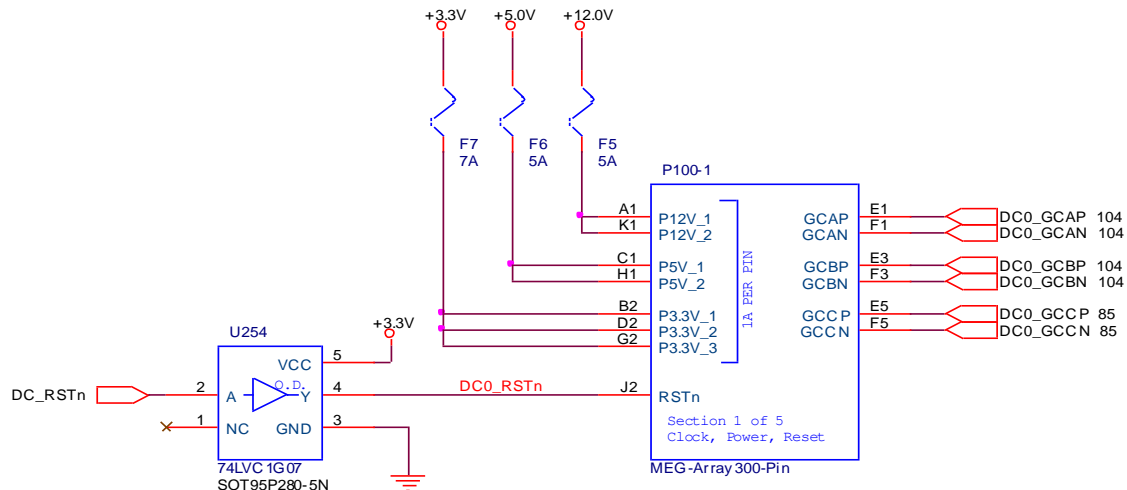 +3.3V +5.0V +12.0V
F7 F6 F5
7A 5A 5A
P100-1
A1 P12V_1 GCAP E1 DC0_GCAP 104
K1 P12V_2 GCAN F1 DC0_GCAN 104
C1 P5V_1 GCBP E3 DC0_GCBP 104
H1 P5V_2 GCBN F3 DC0_GCBN 104
1A PER PIN
B2 P3.3V_1 GCCP E5 DC0_GCCP 85
D2 P3.3V_2 GCCN F5 DC0_GCCN 85
G2 P3.3V_3
U254 +3.3V
VCC 5
DC_RSTn 2 A O.D. Y 4 DC0_RSTn J2 RSTn
1 NC GND 3
Section 1 of 5
Clock, Power, Reset
74LVC1G07
SOT95P280-5N
MEG-Array 300-Pin